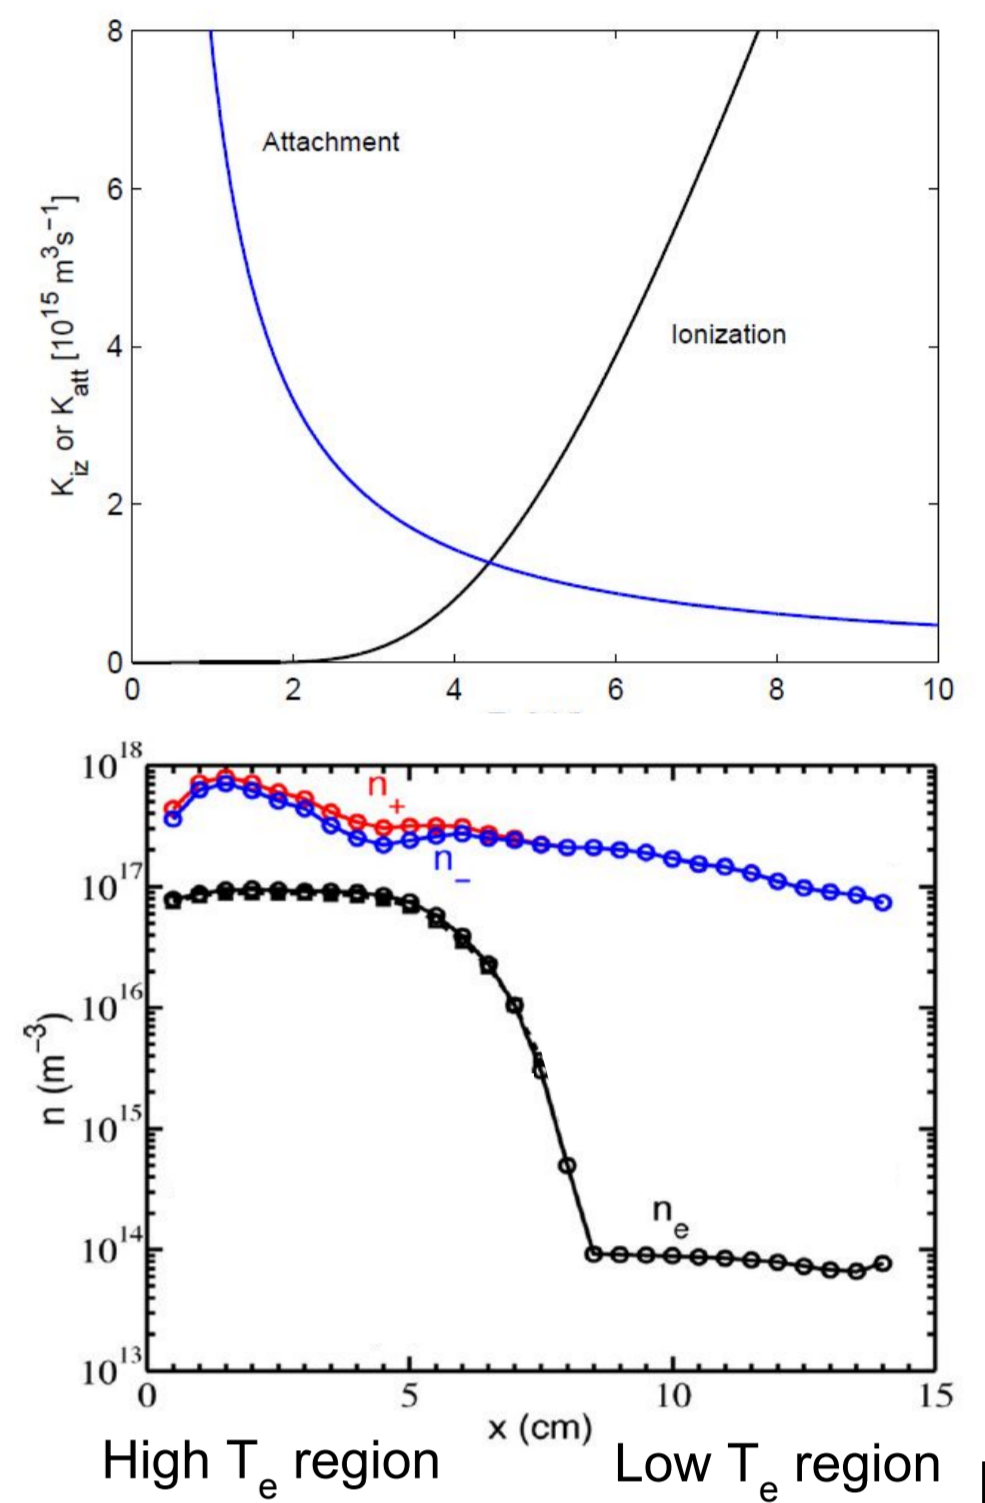 8
6
4
2
0
K_iz or K_att [10^15 m^3s^−1]
Attachment
Ionization
0 2 4 6 8 10
10^18
10^17
10^16
10^15
10^14
10^13
n (m^−3)
n_+
n_−
n_e
0 5 10 15
x (cm)
High T_e region
Low T_e region